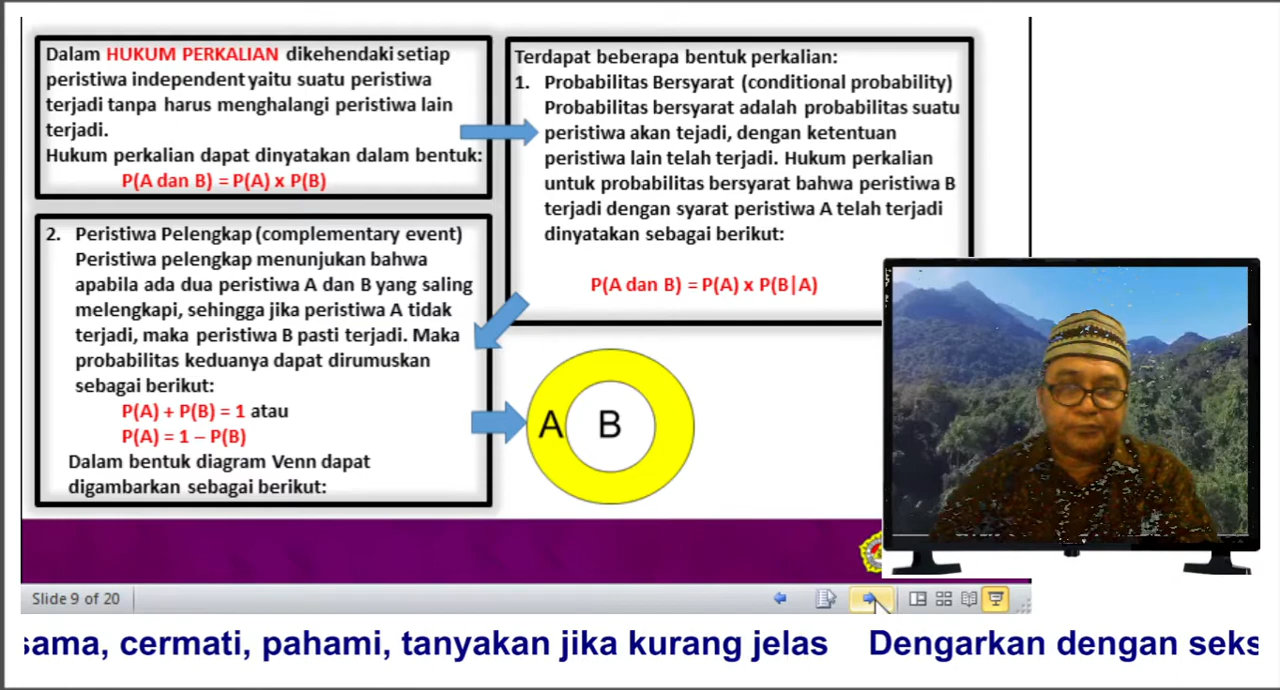 Dalam HUKUM PERKALIAN dikehendaki setiap
peristiwa independent yaitu suatu peristiwa
terjadi tanpa harus menghalangi peristiwa lain
terjadi.
Hukum perkalian dapat dinyatakan dalam bentuk:
P(A dan B) = P(A) x P(B)
Terdapat beberapa bentuk perkalian:
1. Probabilitas Bersyarat (conditional probability)
Probabilitas bersyarat adalah probabilitas suatu
peristiwa akan tejadi, dengan ketentuan
peristiwa lain telah terjadi. Hukum perkalian
untuk probabilitas bersyarat bahwa peristiwa B
terjadi dengan syarat peristiwa A telah terjadi
dinyatakan sebagai berikut:
P(A dan B) = P(A) x P(B|A)
2. Peristiwa Pelengkap (complementary event)
Peristiwa pelengkap menunjukan bahwa
apabila ada dua peristiwa A dan B yang saling
melengkapi, sehingga jika peristiwa A tidak
terjadi, maka peristiwa B pasti terjadi. Maka
probabilitas keduanya dapat dirumuskan
sebagai berikut:
P(A) + P(B) = 1 atau
P(A) = 1 – P(B)
Dalam bentuk diagram Venn dapat
digambarkan sebagai berikut:
A B
Slide 9 of 20
sama, cermati, pahami, tanyakan jika kurang jelas Dengarkan dengan seks